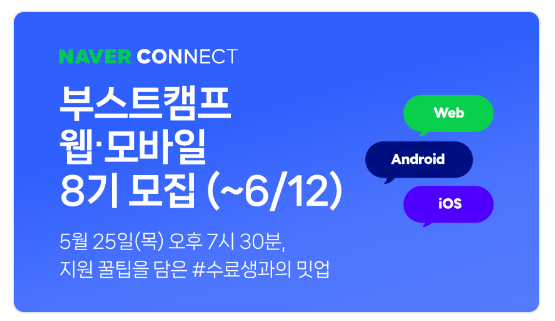 NAVER CONNECT
부스트캠프
웹·모바일
8기 모집 (~6/12)
5월 25일(목) 오후 7시 30분,
지원 꿀팁을 담은 #수료생과의 밋업
Web
Android
iOS